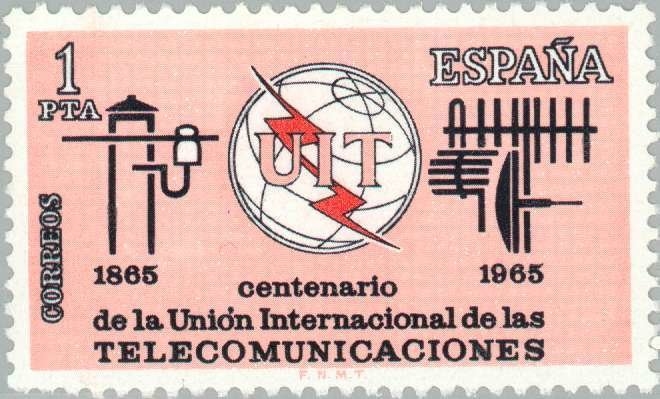 1
PTA
ESPAÑA
UIT
CORREOS
1865
1965
centenario
de la Unión Internacional de las
TELECOMUNICACIONES
F.N.M.T.